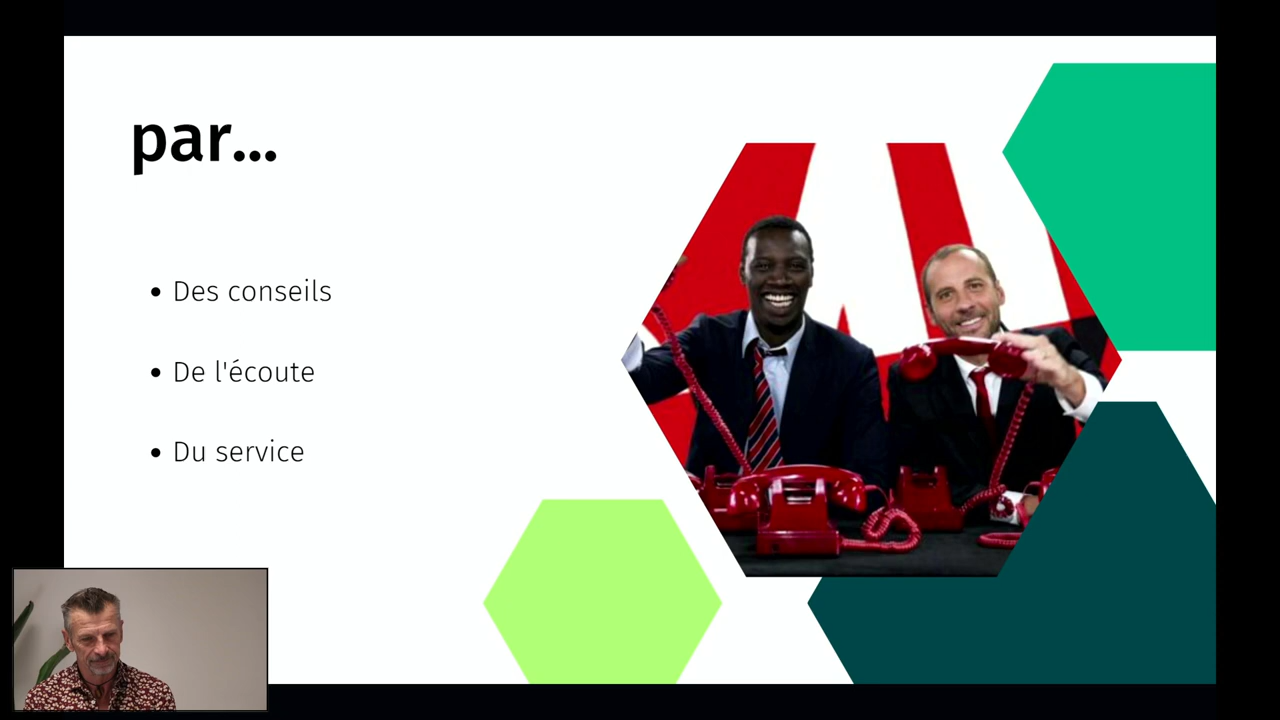 par...
• Des conseils
• De l'écoute
• Du service